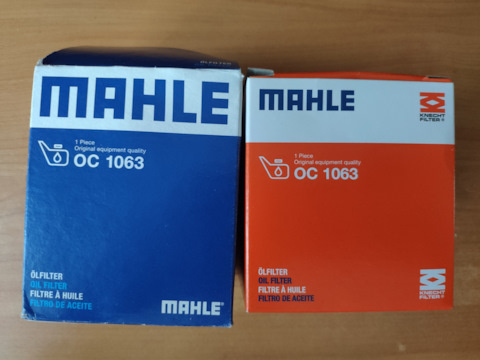 ÖLFILTER
MAHLE
1 Piece
Original equipment quality
OC 1063
ÖLFILTER
OIL FILTER
FILTRE À HUILE
FILTRO DE ACEITE
MAHLE
MAHLE
KNECHT
FILTER
1 Piece
Original equipment quality
OC 1063
ÖLFILTER
OIL FILTER
FILTRE À HUILE
FILTRO DE ACEITE
KNECHT
FILTER